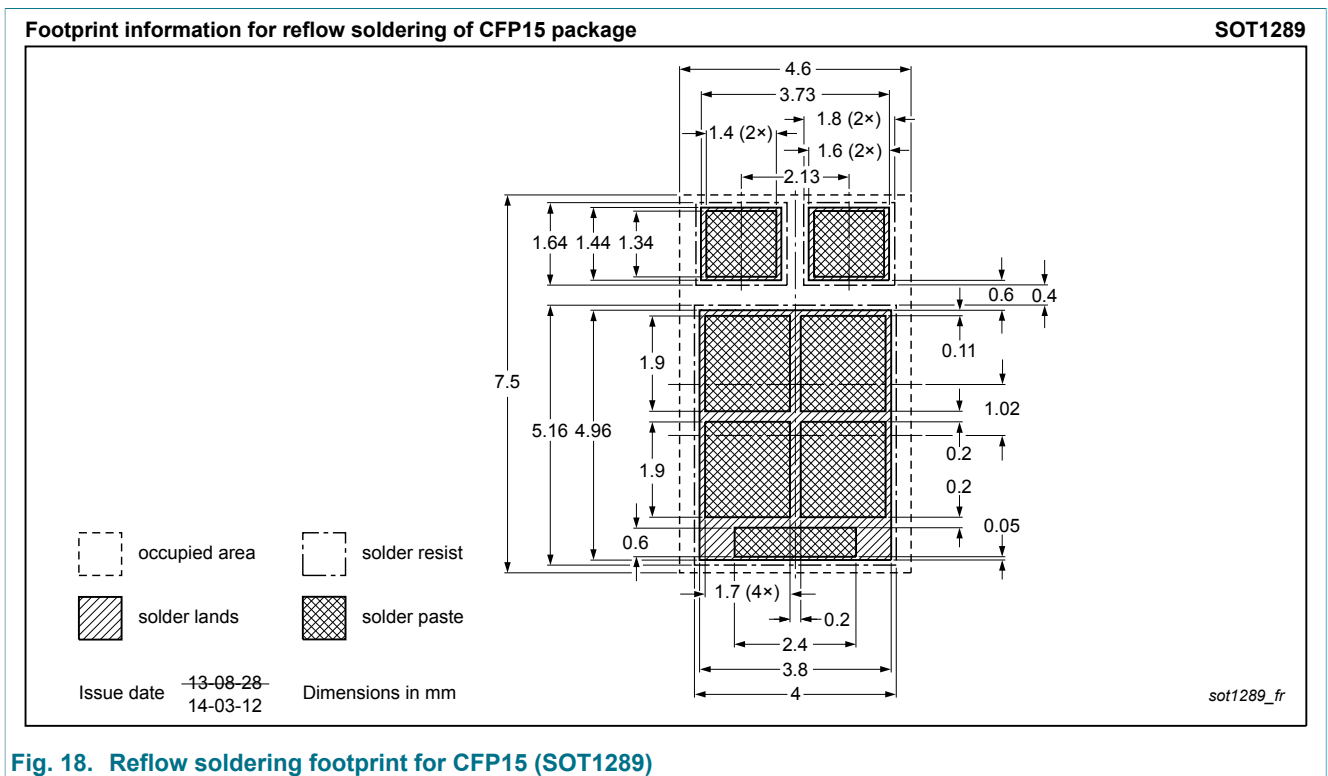 Footprint information for reflow soldering of CFP15 package SOT1289
4.6
3.73
1.8 (2×)
1.4 (2×)
1.6 (2×)
2.13
1.64 1.44 1.34
0.6 0.4
0.11
1.9
7.5
1.02
5.16 4.96
0.2
1.9
0.2
0.05
0.6
occupied area solder resist
1.7 (4×)
solder lands solder paste
0.2
2.4
3.8
Issue date 13-08-28
14-03-12
Dimensions in mm
4
sot1289_fr
Fig. 18. Reflow soldering footprint for CFP15 (SOT1289)